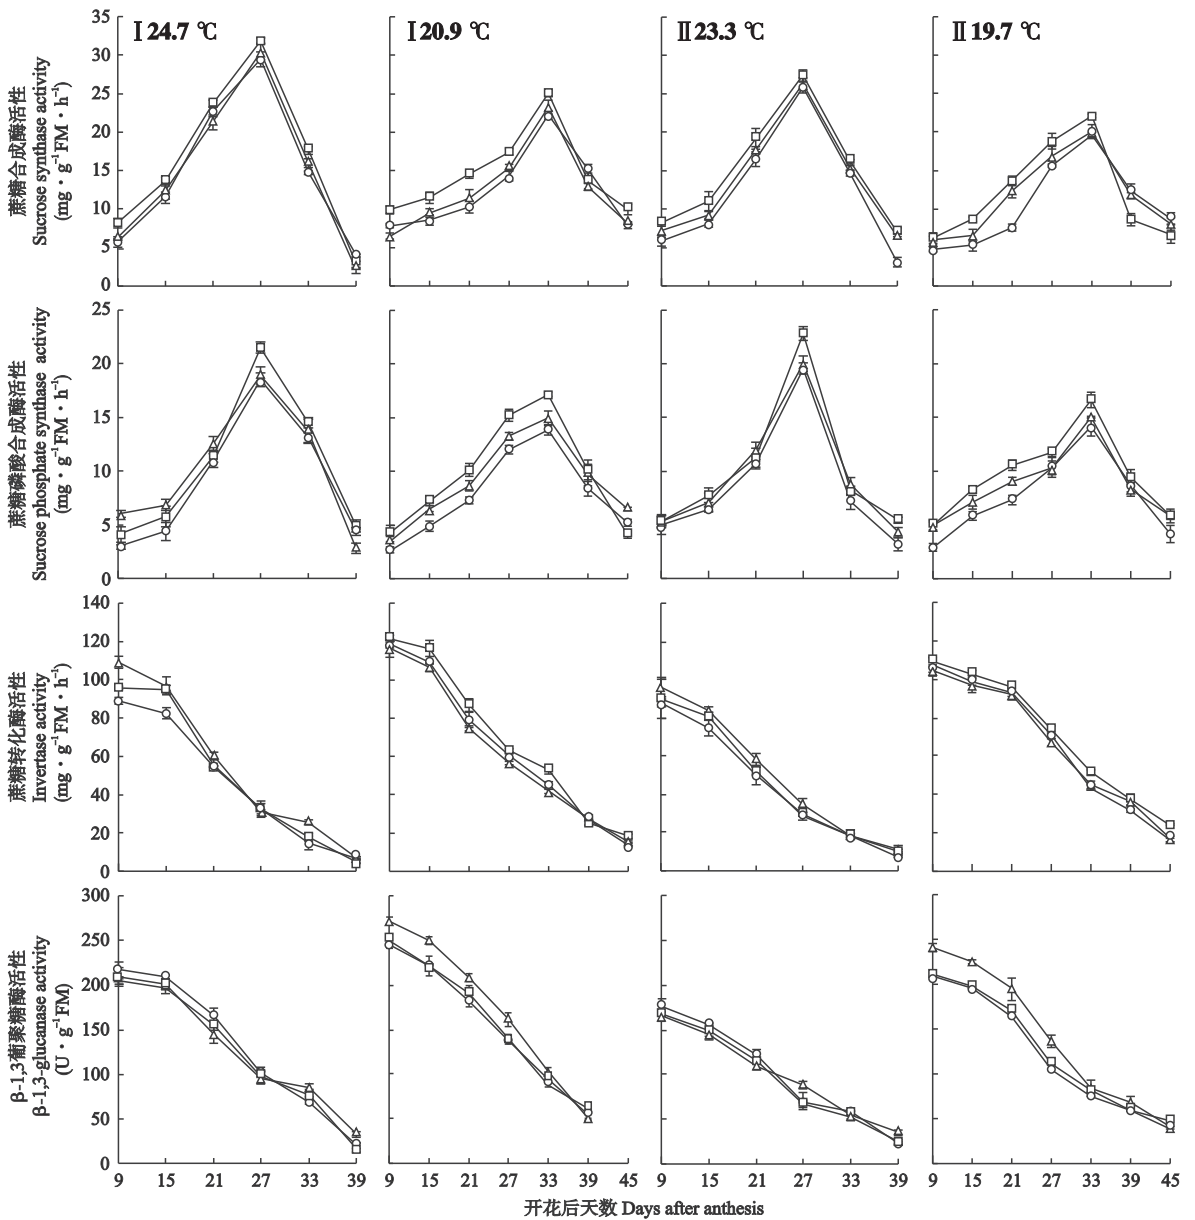 Ⅰ 24.7 ℃
Ⅰ 20.9 ℃
Ⅱ 23.3 ℃
Ⅱ 19.7 ℃
蔗糖合成酶活性
Sucrose synthase activity
(mg·g⁻¹FM·h⁻¹)
35
30
25
20
15
10
5
0
蔗糖磷酸合成酶活性
Sucrose phosphate synthase activity
(mg·g⁻¹FM·h⁻¹)
25
20
15
10
5
0
蔗糖转化酶活性
Invertase activity
(mg·g⁻¹FM·h⁻¹)
140
120
100
80
60
40
20
0
β-1,3葡聚糖酶活性
β-1,3-glucanase activity
(U·g⁻¹FM)
300
250
200
150
100
50
0
9 15 21 27 33 39
9 15 21 27 33 39 45
9 15 21 27 33 39
9 15 21 27 33 39 45
开花后天数 Days after anthesis